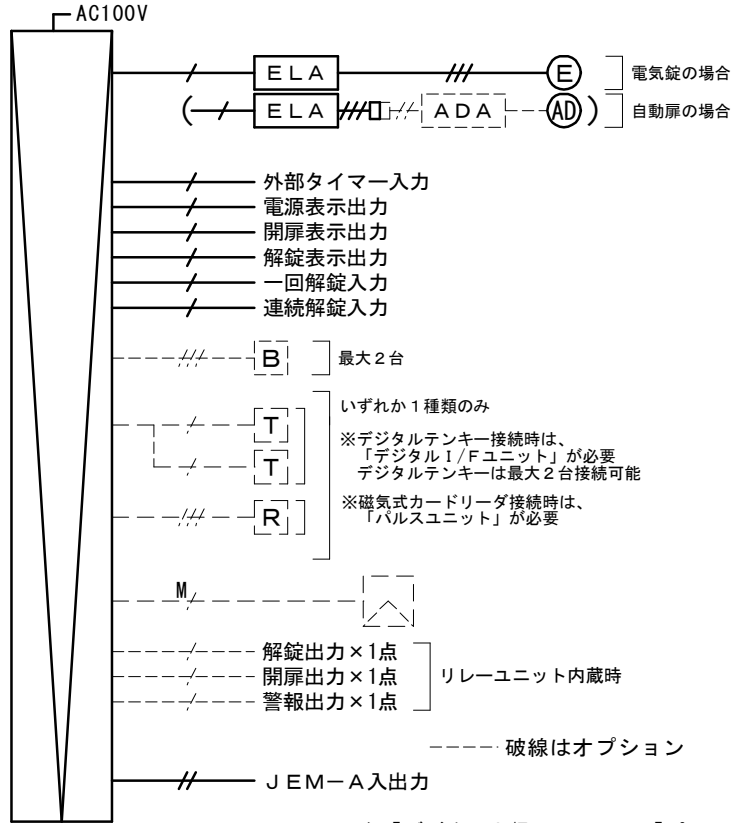 AC100V
ELA
E
電気錠の場合
(
ELA
ADA
AD
)
自動扉の場合
外部タイマー入力
電源表示出力
開扉表示出力
解錠表示出力
一回解錠入力
連続解錠入力
B
最大2台
いずれか1種類のみ
T
※デジタルテンキー接続時は、
「デジタルI/Fユニット」が必要
T
デジタルテンキーは最大2台接続可能
※磁気式カードリーダ接続時は、
R
「パルスユニット」が必要
M
解錠出力×1点
開扉出力×1点
リレーユニット内蔵時
警報出力×1点
破線はオプション
JEM-A入出力